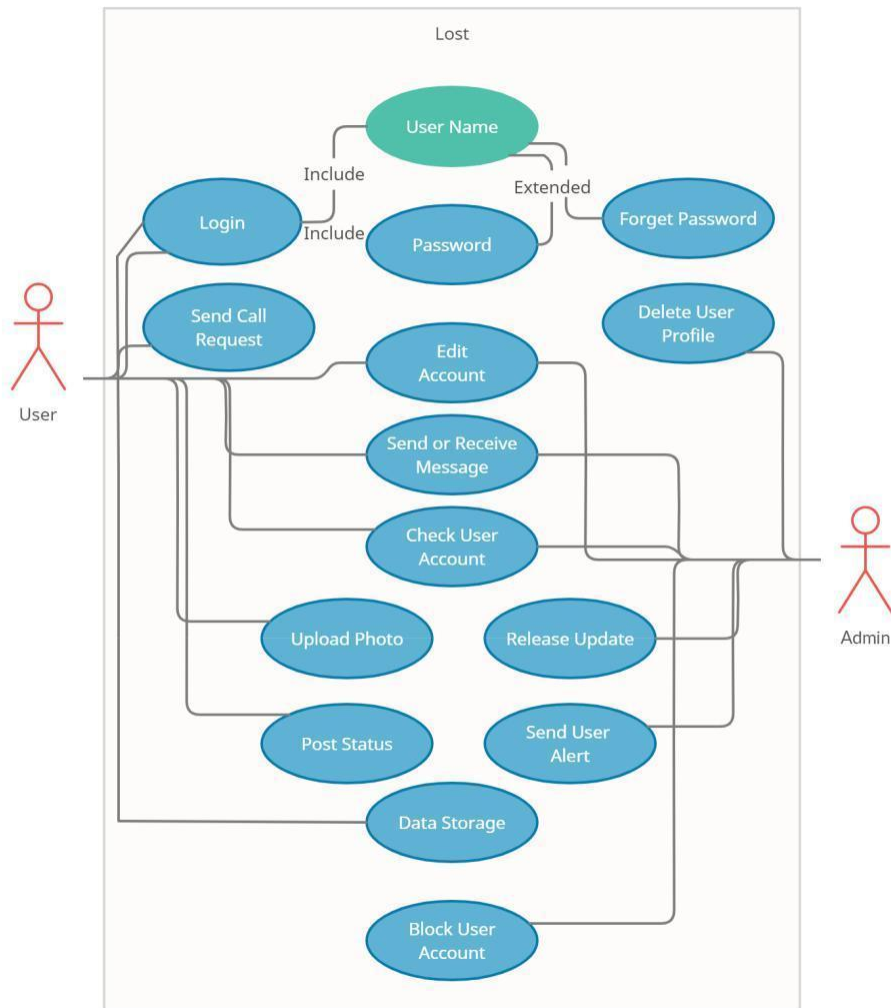 Lost
User Name
Include
Extended
Login
Include
Password
Forget Password
Send Call
Request
Delete User
Profile
User
Edit
Account
Send or Receive
Message
Check User
Account
Upload Photo
Release Update
Admin
Post Status
Send User
Alert
Data Storage
Block User
Account